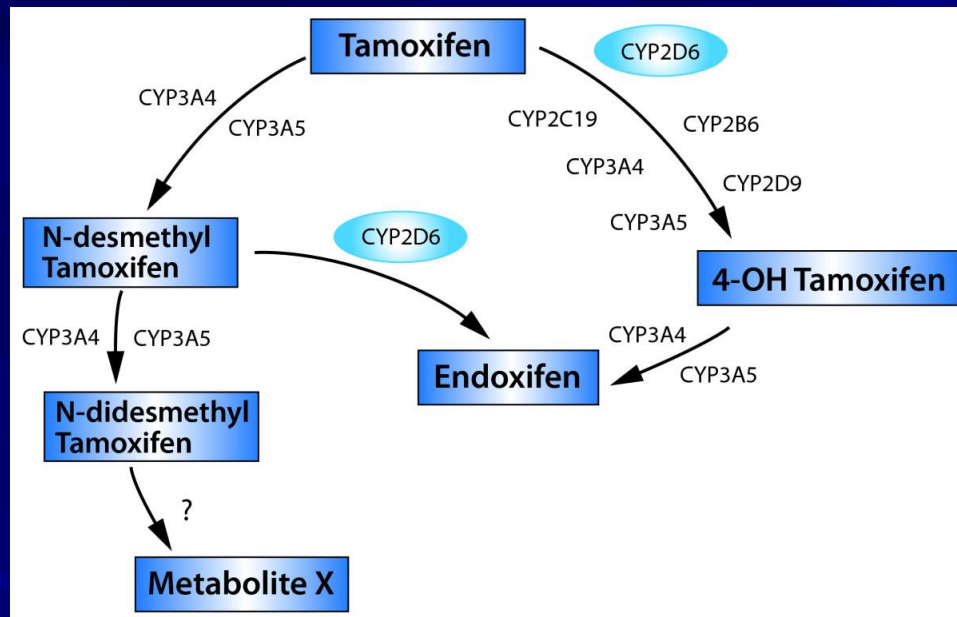 Tamoxifen
CYP2D6
CYP3A4
CYP3A5
CYP2C19
CYP2B6
CYP3A4
CYP2D9
CYP3A5
N-desmethyl
Tamoxifen
CYP2D6
4-OH Tamoxifen
CYP3A4
CYP3A5
CYP3A4
CYP3A5
Endoxifen
N-didesmethyl
Tamoxifen
?
Metabolite X